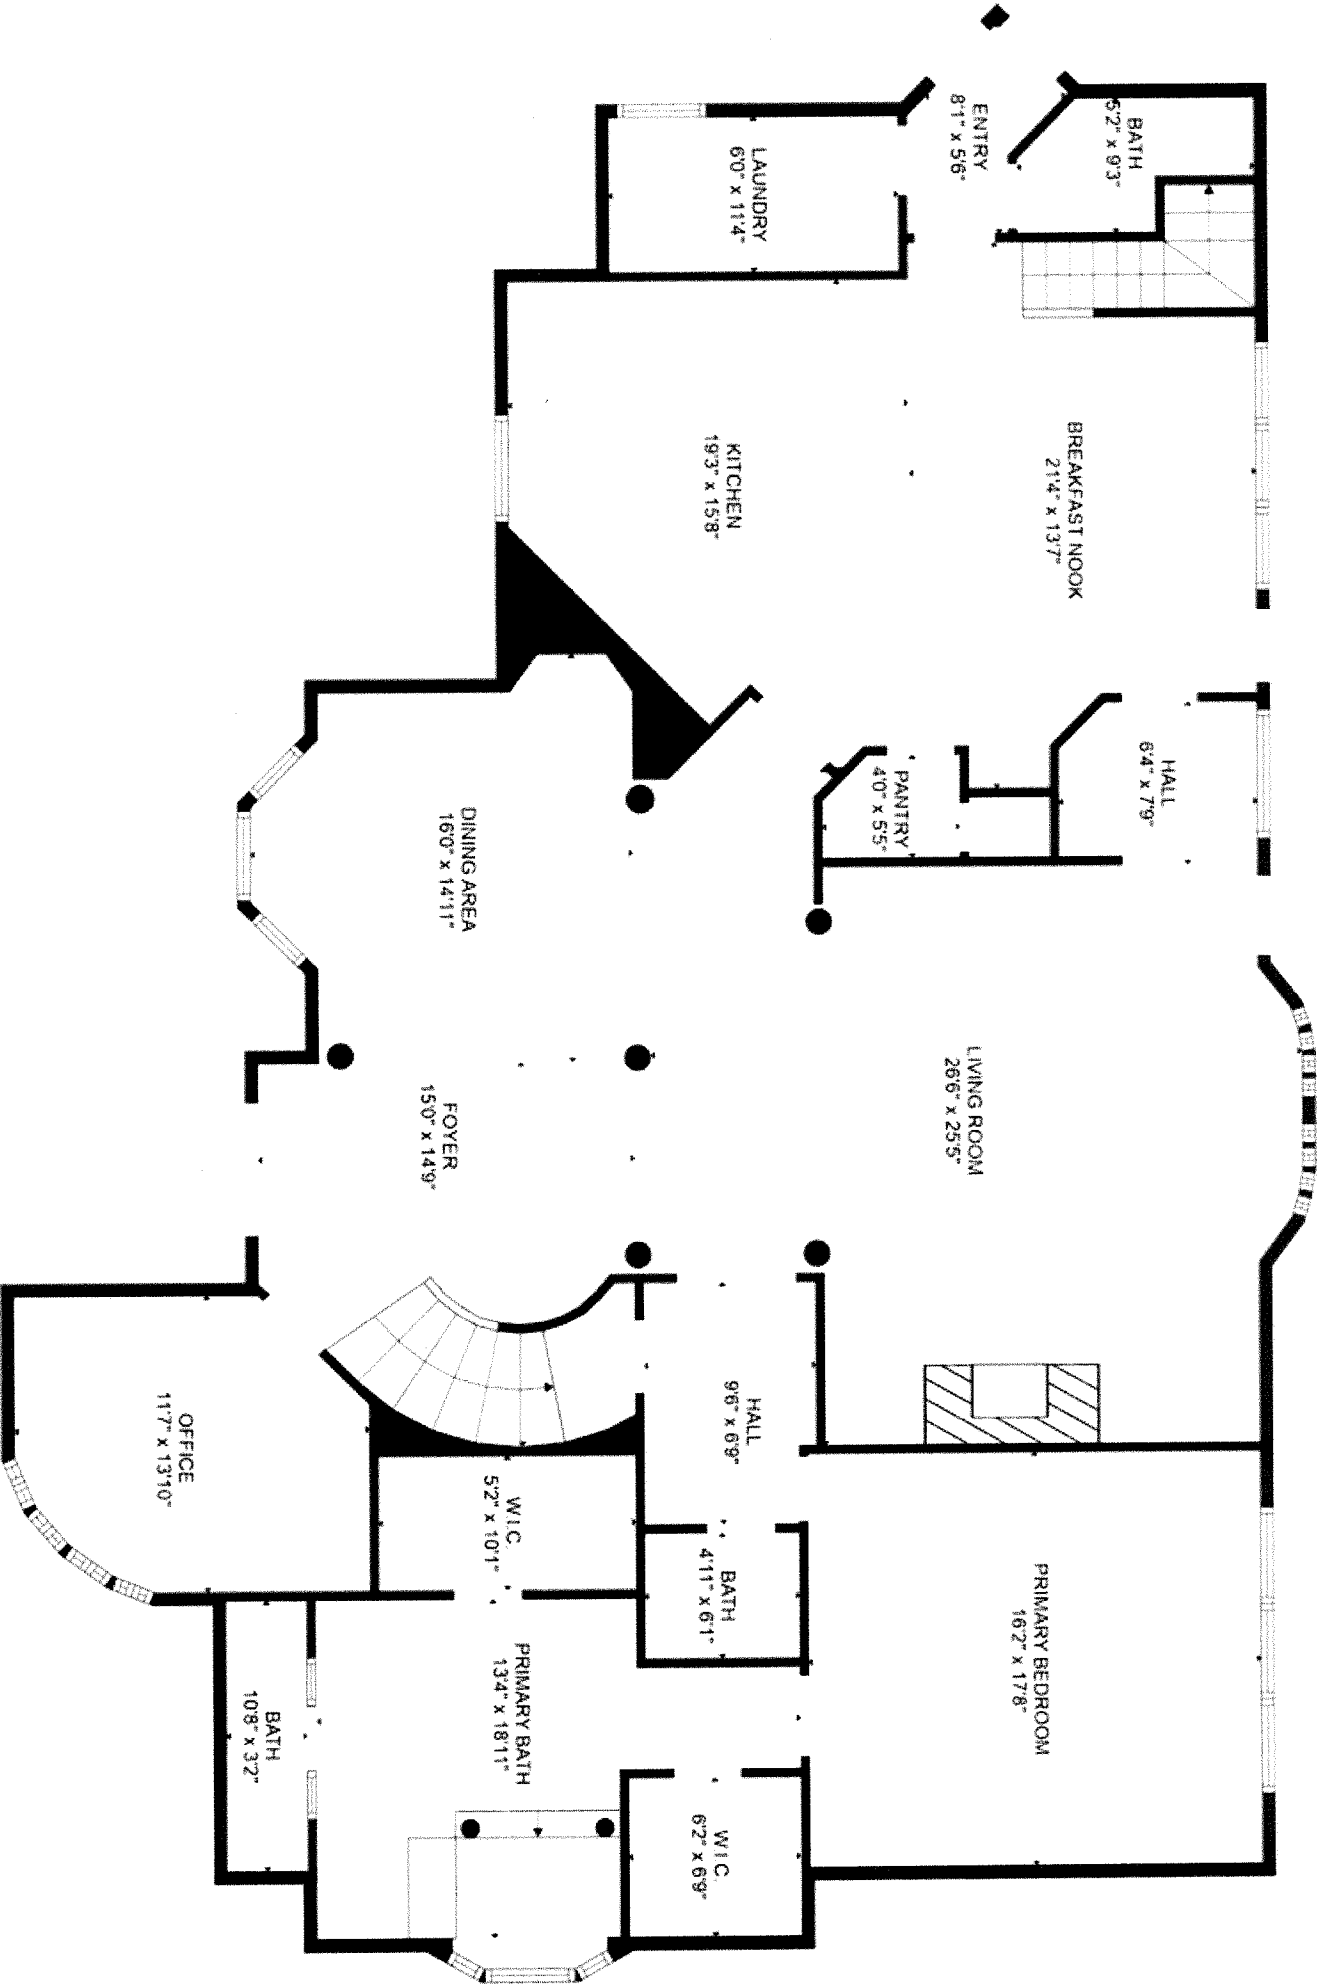 ENTRY
8'1" x 5'6"
BATH
5'2" x 9'3"
LAUNDRY
6'0" x 11'4"
KITCHEN
19'3" x 15'8"
BREAKFAST NOOK
21'4" x 13'7"
HALL
6'4" x 7'9"
PANTRY
4'0" x 5'5"
DINING AREA
16'0" x 14'11"
LIVING ROOM
26'6" x 25'5"
FOYER
15'0" x 14'9"
HALL
9'6" x 6'9"
OFFICE
11'7" x 13'10"
W.I.C.
5'2" x 10'1"
BATH
4'11" x 6'1"
PRIMARY BEDROOM
16'2" x 17'8"
PRIMARY BATH
13'4" x 18'11"
BATH
10'8" x 3'2"
W.I.C.
6'2" x 6'9"